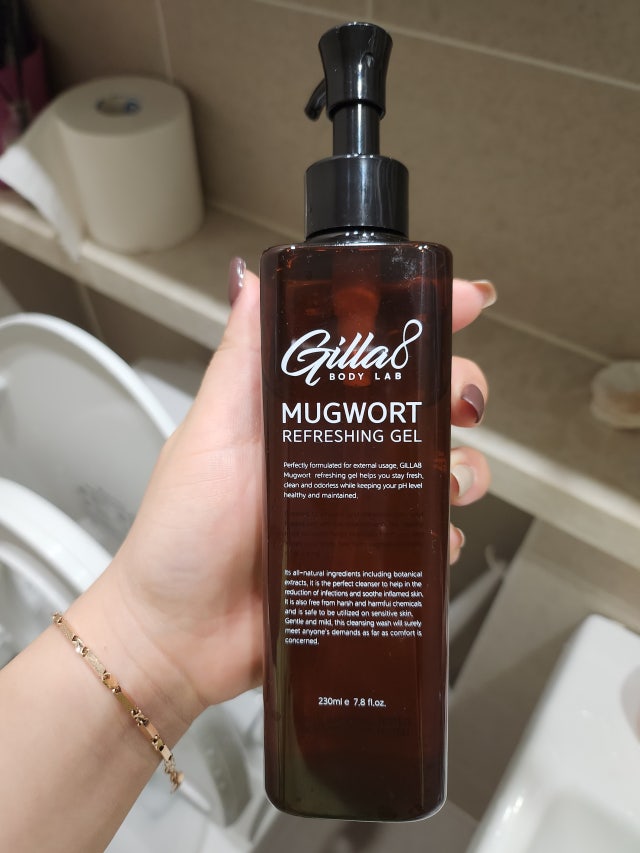 Gilla8
BODY LAB
MUGWORT
REFRESHING GEL
Perfectly formulated for external usage, GILLA8
Mugwort refreshing gel helps you stay fresh,
clean and odorless while keeping your pH level
healthy and maintained.
Its all-natural ingredients including botanical
extracts, it is the perfect cleanser to help in the
reduction of infections and soothe inflamed skin.
It is also free from harsh and harmful chemicals
and is safe to be utilized on sensitive skin.
Gentle and mild, this cleansing wash will surely
meet anyone's demands as far as comfort is
concerned.
230ml e 7.8 fl.oz.